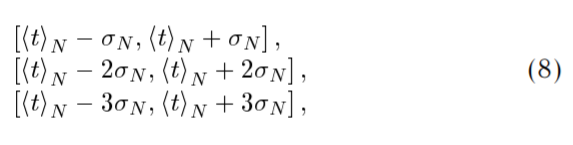 [⟨t⟩_N − σ_N, ⟨t⟩_N + σ_N] ,
[⟨t⟩_N − 2σ_N, ⟨t⟩_N + 2σ_N] , (8)
[⟨t⟩_N − 3σ_N, ⟨t⟩_N + 3σ_N] ,